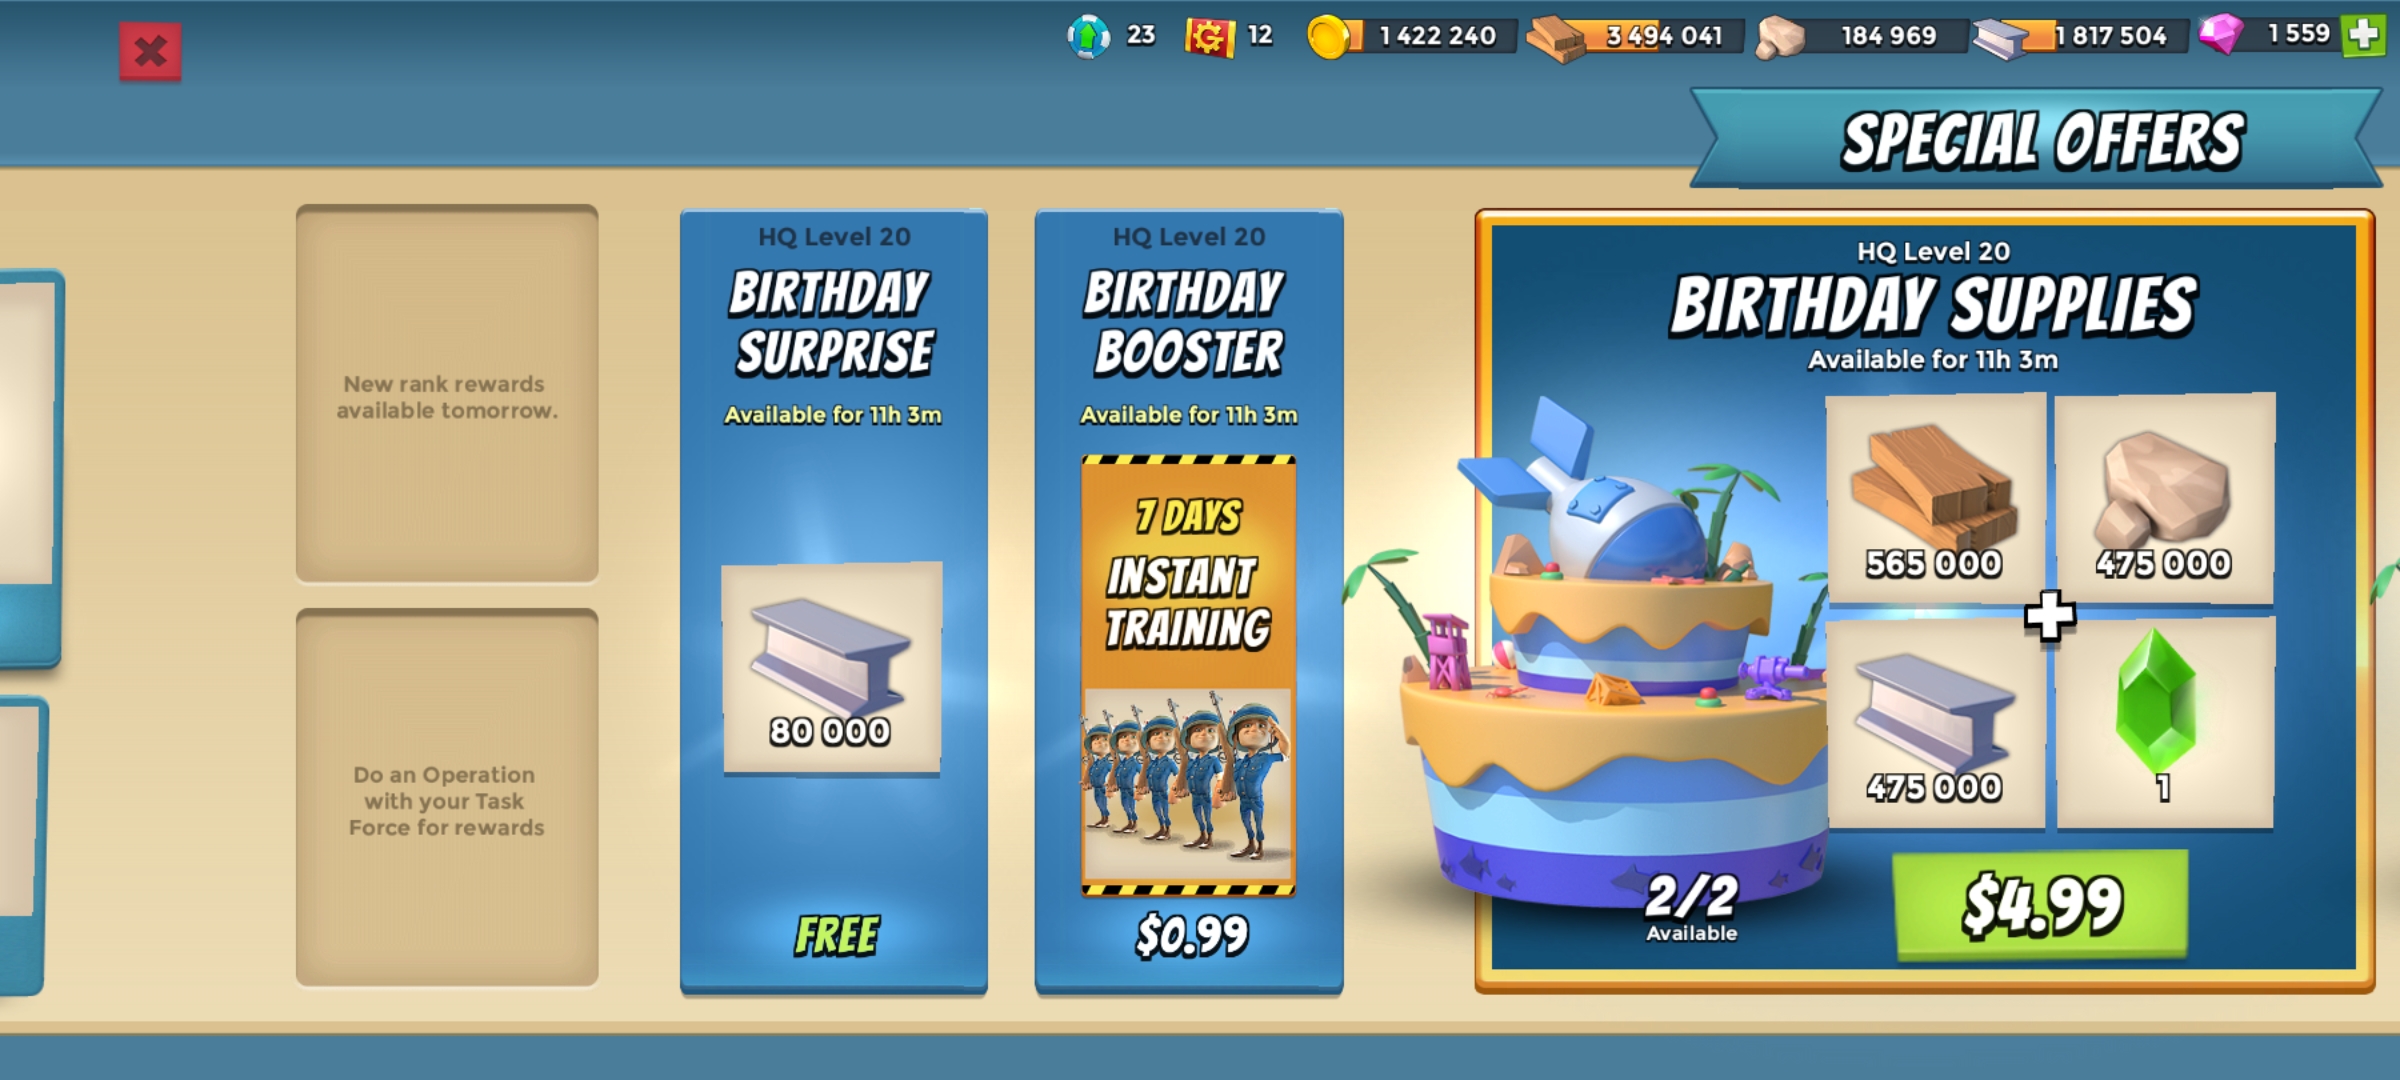 23
12
1 422 240
3 494 041
184 969
1 817 504
1 559
SPECIAL OFFERS
New rank rewards
available tomorrow.
Do an Operation
with your Task
Force for rewards
HQ Level 20
BIRTHDAY
SURPRISE
Available for 11h 3m
80 000
FREE
HQ Level 20
BIRTHDAY
BOOSTER
Available for 11h 3m
7 DAYS
INSTANT
TRAINING
$0.99
HQ Level 20
BIRTHDAY SUPPLIES
Available for 11h 3m
565 000
475 000
475 000
1
2/2
Available
$4.99